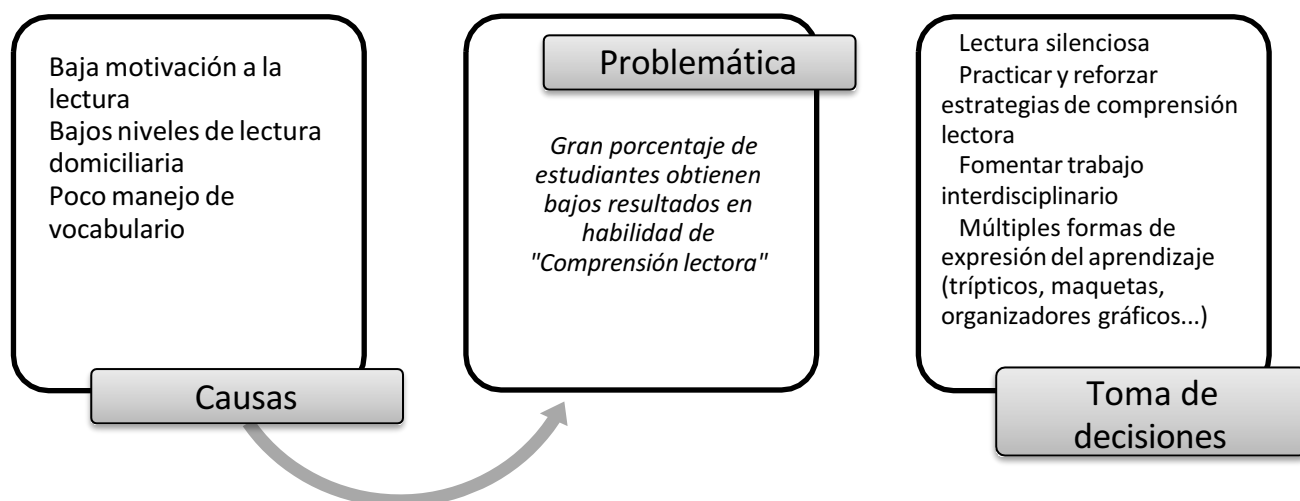 Baja motivación a la
lectura
Bajos niveles de lectura
domiciliaria
Poco manejo de
vocabulario
Causas
Problemática
Gran porcentaje de
estudiantes obtienen
bajos resultados en
habilidad de
"Comprensión lectora"
Lectura silenciosa
Practicar y reforzar
estrategias de comprensión
lectora
Fomentar trabajo
interdisciplinario
Múltiples formas de
expresión del aprendizaje
(trípticos, maquetas,
organizadores gráficos...)
Toma de
decisiones